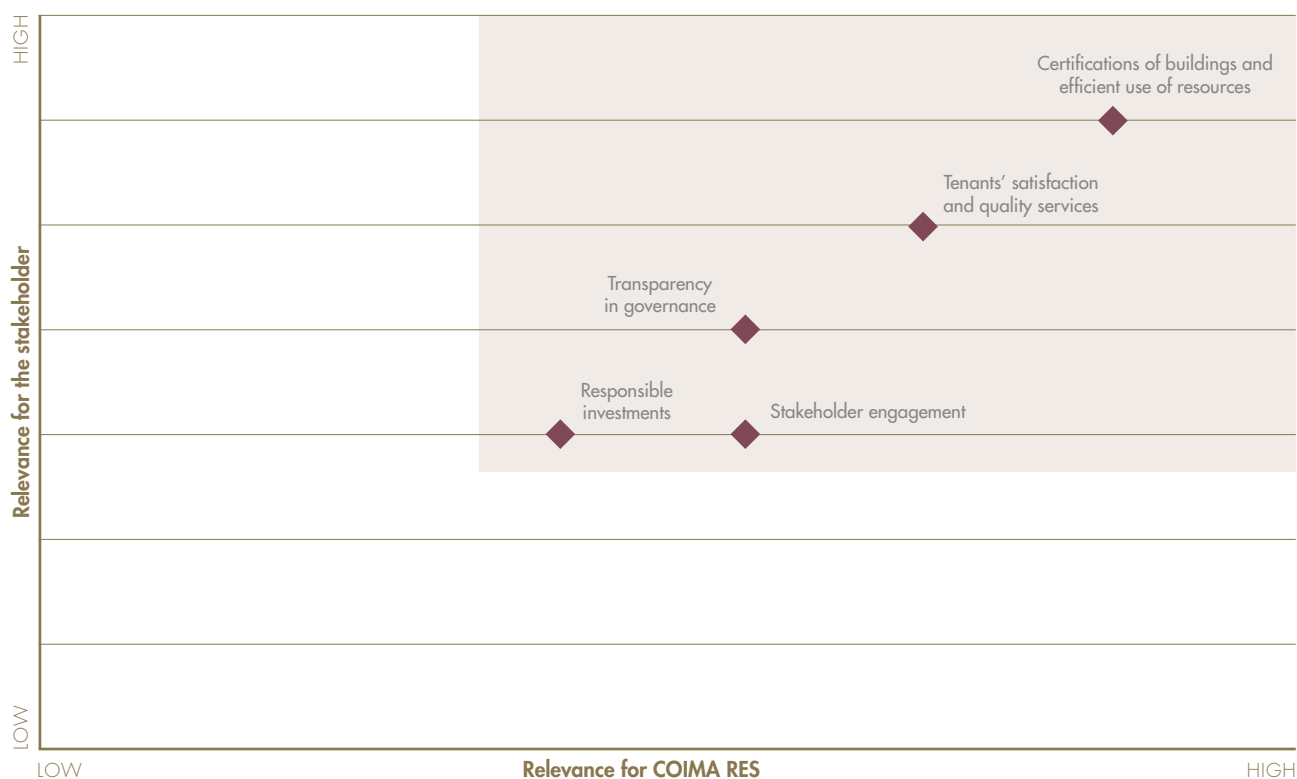 HIGH
Certifications of buildings and
efficient use of resources
Tenants’ satisfaction
and quality services
Transparency
in governance
Responsible
investments
Stakeholder engagement
Relevance for the stakeholder
LOW
LOW
Relevance for COIMA RES
HIGH